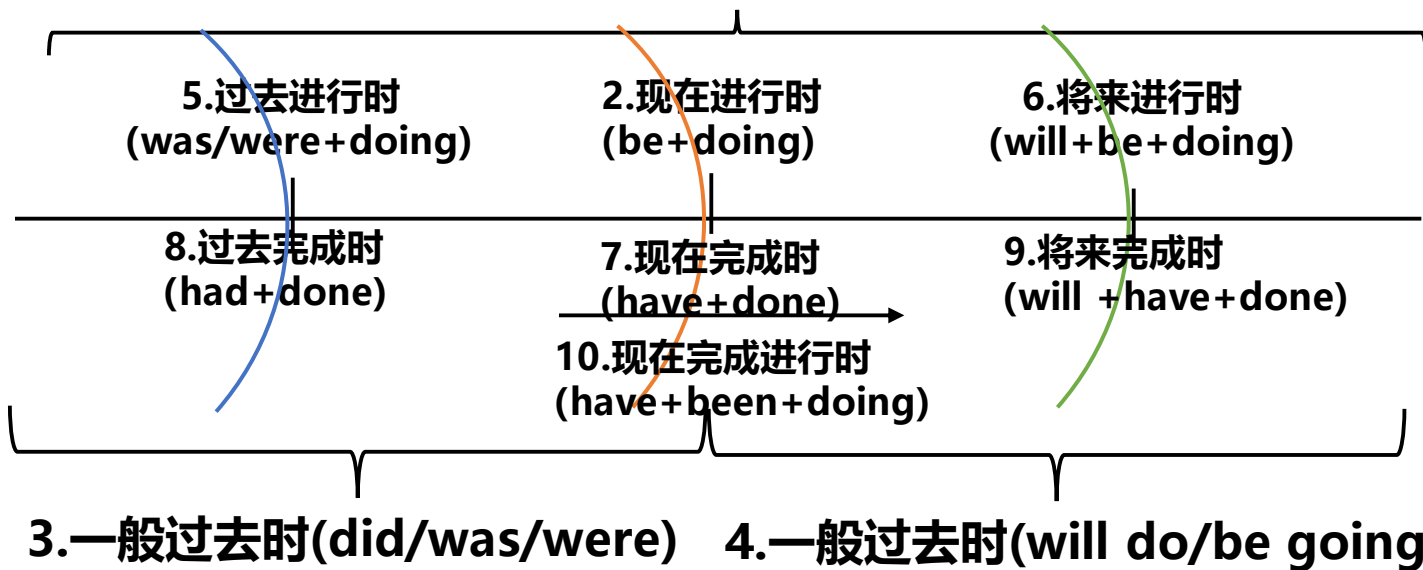 5.过去进行时
(was/were+doing)
2.现在进行时
(be+doing)
6.将来进行时
(will+be+doing)
8.过去完成时
(had+done)
7.现在完成时
(have+done)
9.将来完成时
(will +have+done)
10.现在完成进行时
(have+been+doing)
3.一般过去时(did/was/were)
4.一般过去时(will do/be going